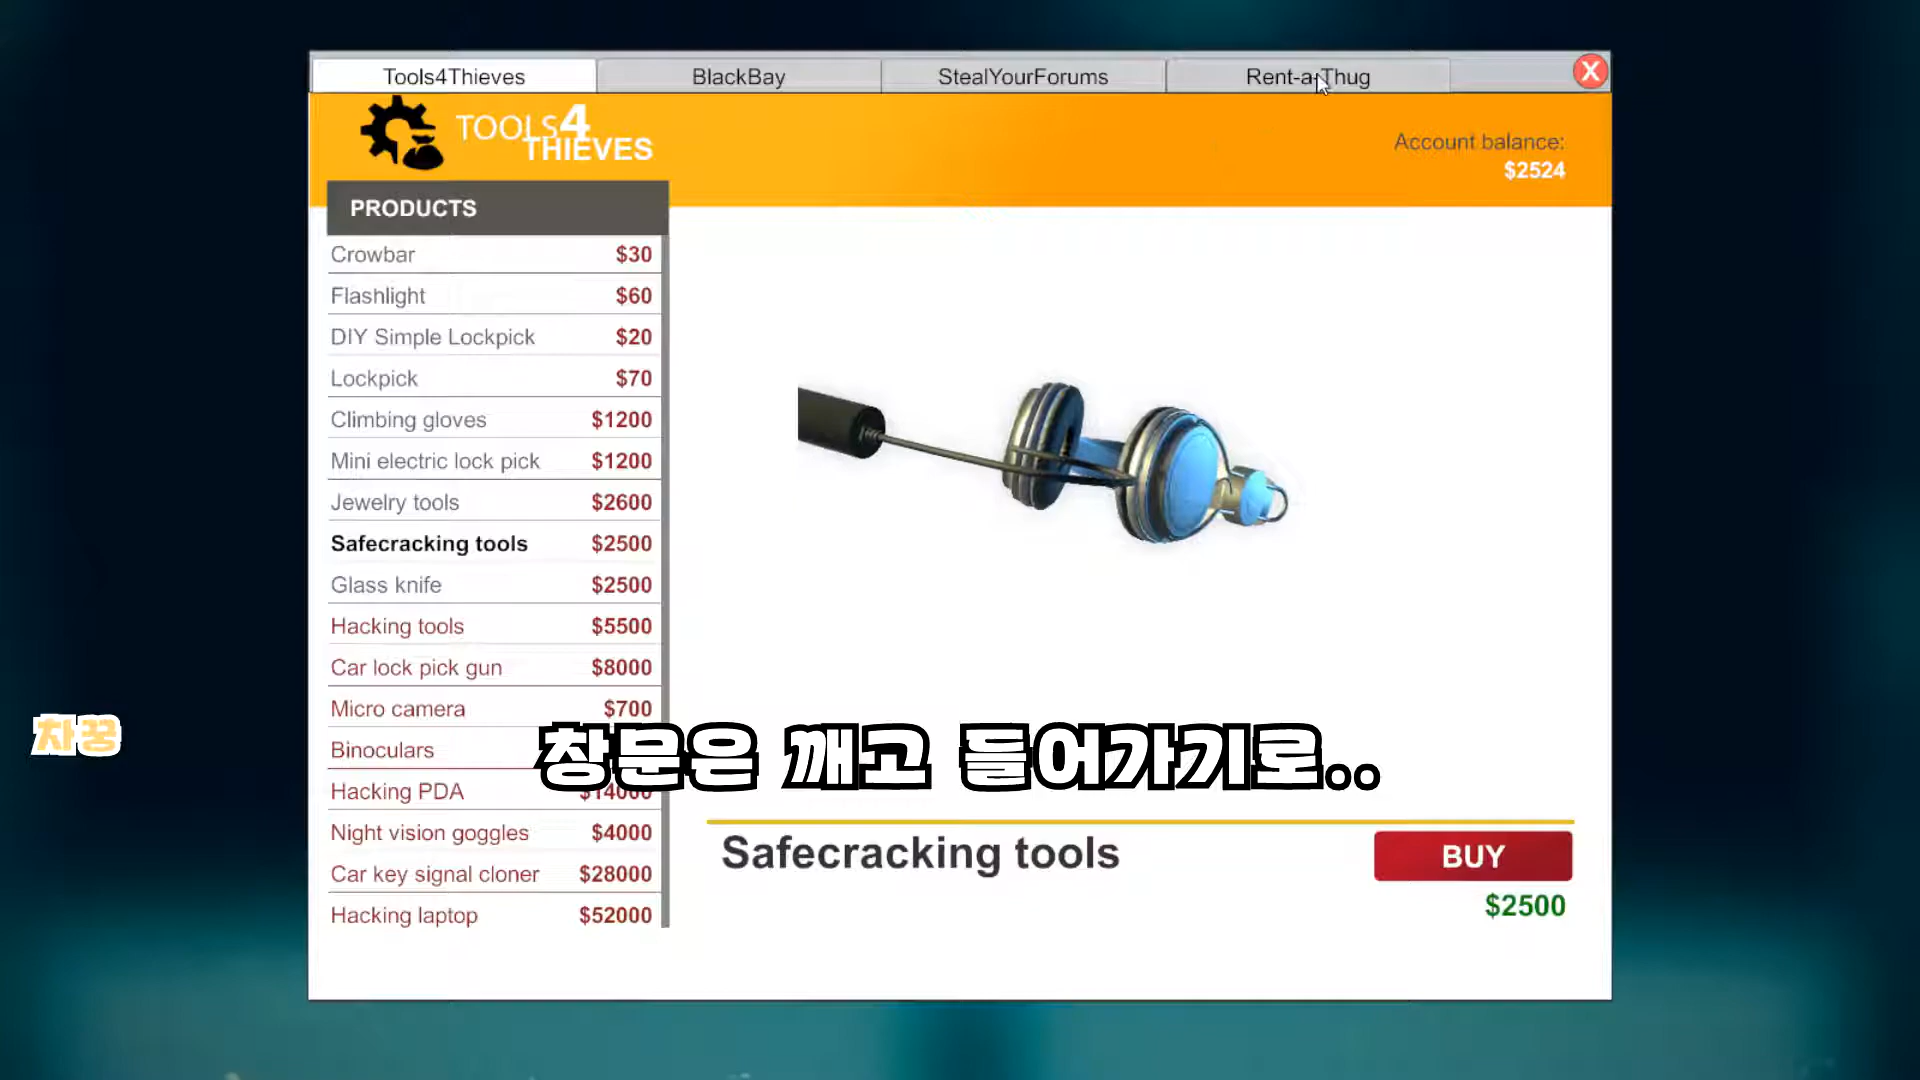 Tools4Thieves
BlackBay
StealYourForums
Rent-a-Thug
X
TOOLS4
THIEVES
Account balance:
$2524
PRODUCTS
Crowbar $30
Flashlight $60
DIY Simple Lockpick $20
Lockpick $70
Climbing gloves $1200
Mini electric lock pick $1200
Jewelry tools $2600
Safecracking tools $2500
Glass knife $2500
Hacking tools $5500
Car lock pick gun $8000
Micro camera $700
Binoculars
Hacking PDA $14000
Night vision goggles $4000
Car key signal cloner $28000
Hacking laptop $52000
차꿍
창문은 깨고 들어가기로..
Safecracking tools
BUY
$2500